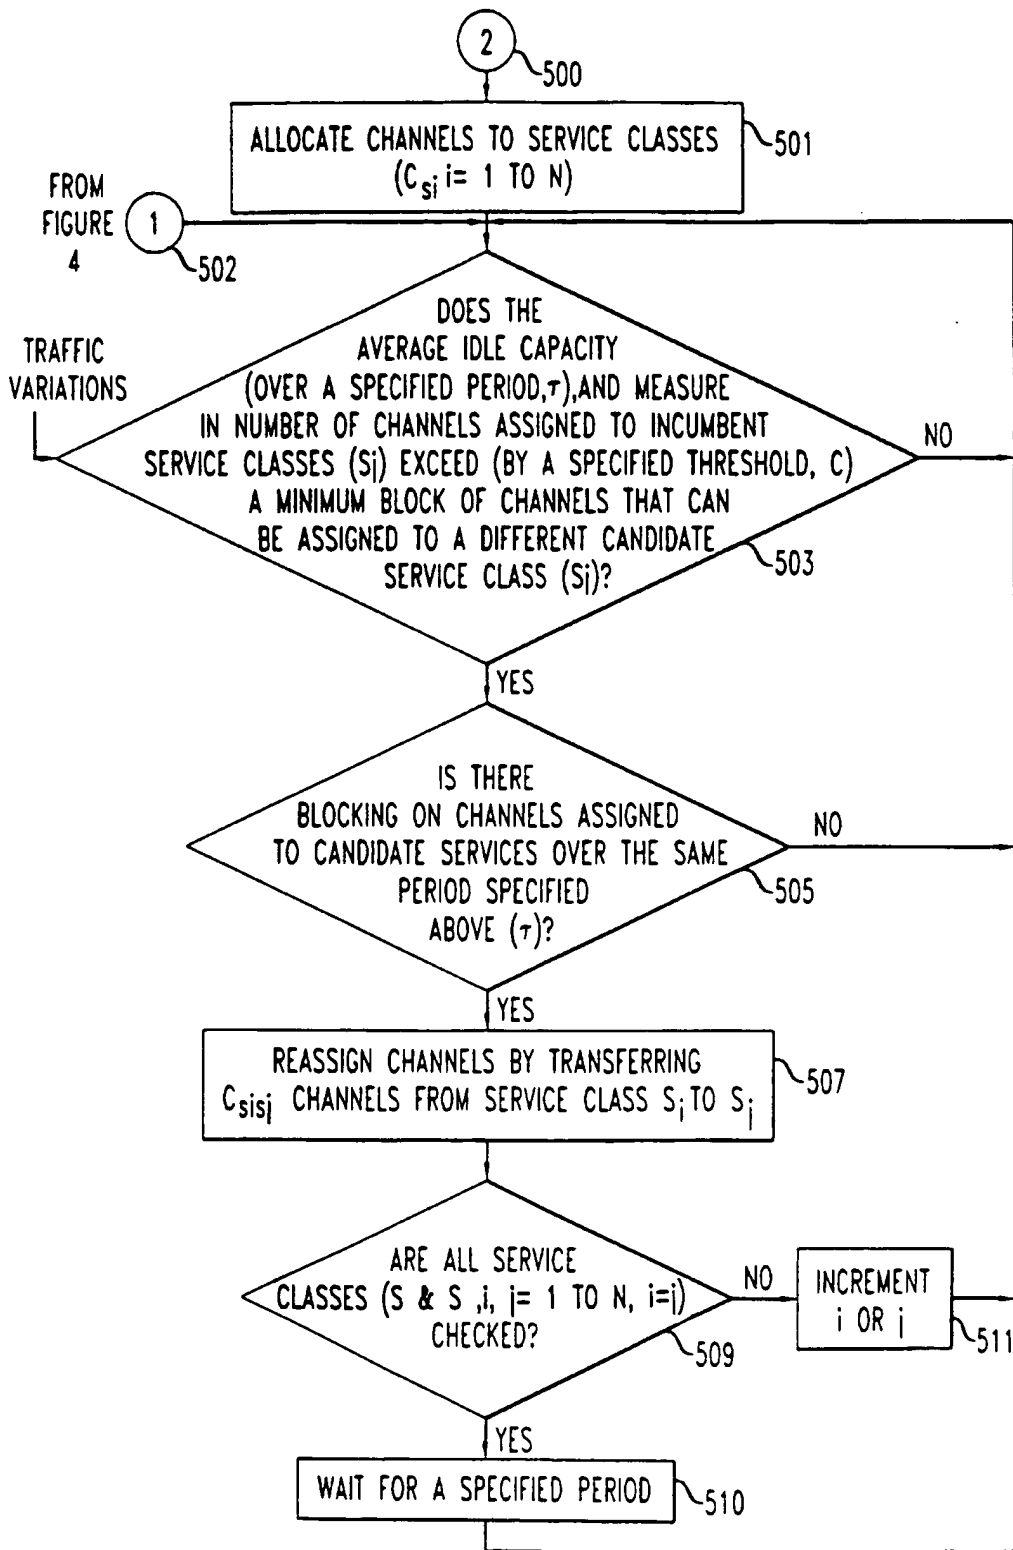 2
500
ALLOCATE CHANNELS TO SERVICE CLASSES
(Csi i= 1 TO N)
501
FROM
FIGURE
4
1
502
TRAFFIC
VARIATIONS
DOES THE
AVERAGE IDLE CAPACITY
(OVER A SPECIFIED PERIOD,τ),AND MEASURE
IN NUMBER OF CHANNELS ASSIGNED TO INCUMBENT
SERVICE CLASSES (Sj) EXCEED (BY A SPECIFIED THRESHOLD, C)
A MINIMUM BLOCK OF CHANNELS THAT CAN
BE ASSIGNED TO A DIFFERENT CANDIDATE
SERVICE CLASS (Sj)?
503
NO
YES
IS THERE
BLOCKING ON CHANNELS ASSIGNED
TO CANDIDATE SERVICES OVER THE SAME
PERIOD SPECIFIED
ABOVE (τ)?
505
NO
YES
REASSIGN CHANNELS BY TRANSFERRING
Csisj CHANNELS FROM SERVICE CLASS Si TO Sj
507
ARE ALL SERVICE
CLASSES (S & S ,i, j= 1 TO N, i=j)
CHECKED?
509
NO
INCREMENT
i OR j
511
YES
WAIT FOR A SPECIFIED PERIOD
510